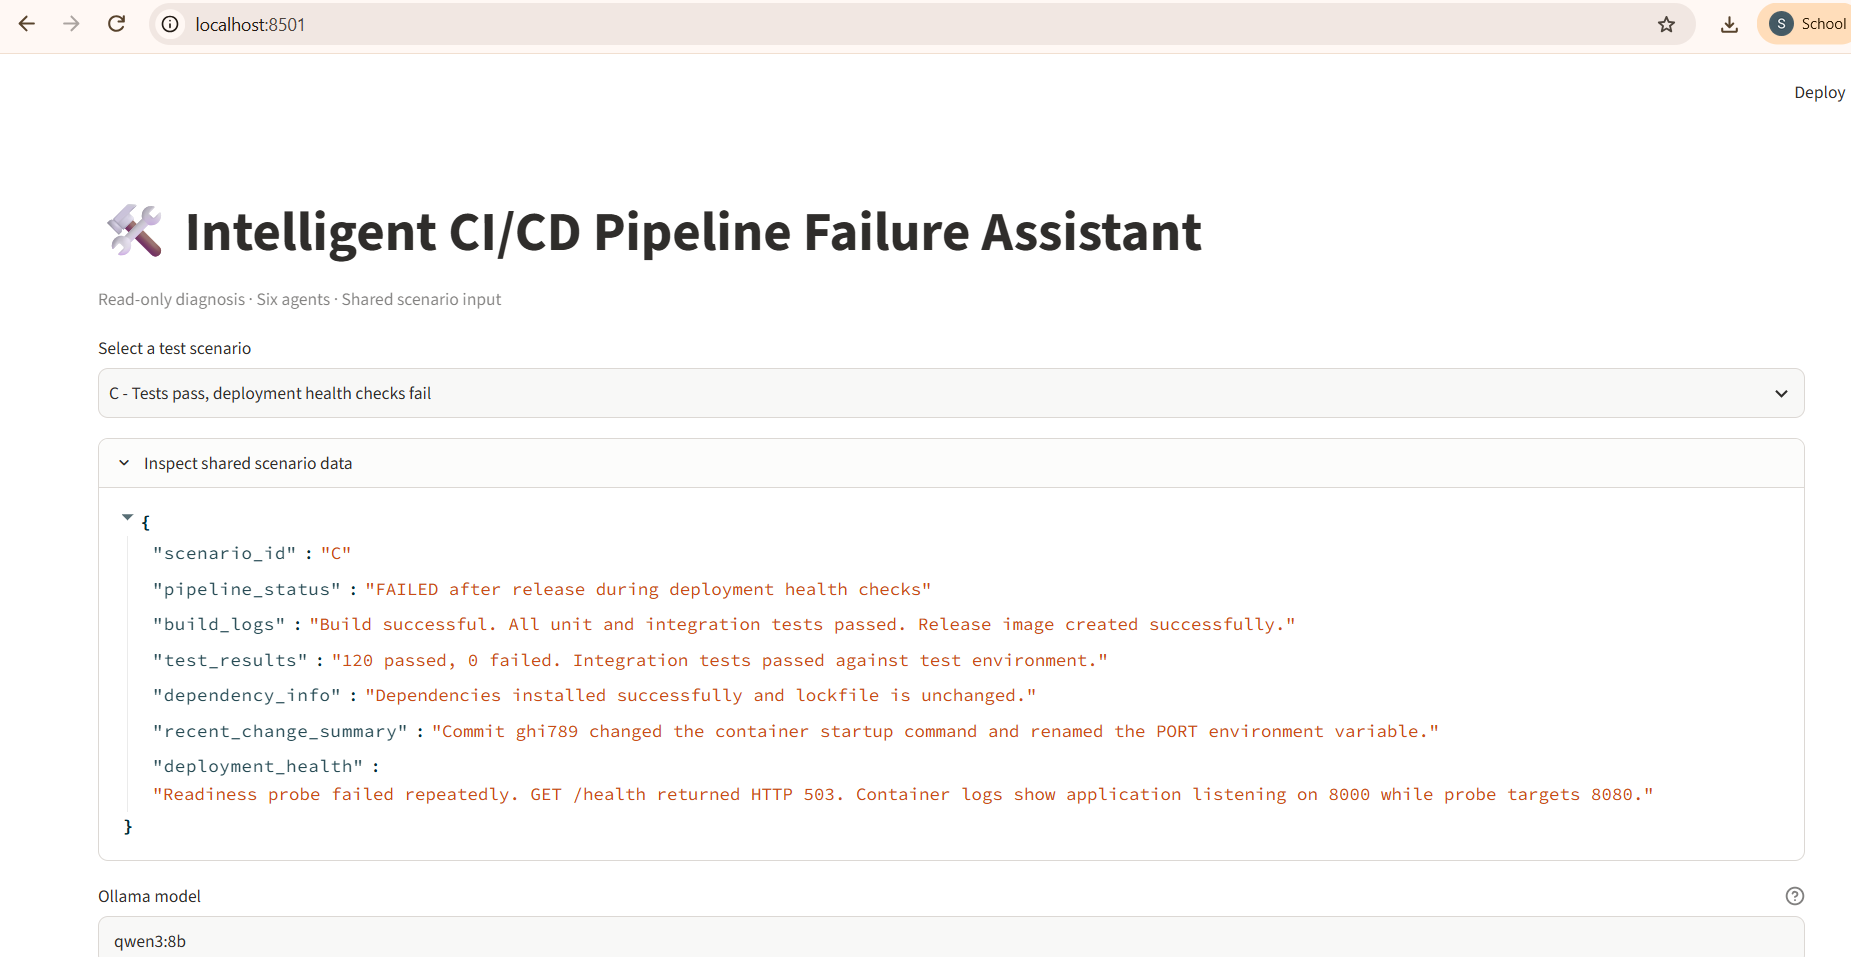 localhost:8501
S School
Deploy
🛠️ Intelligent CI/CD Pipeline Failure Assistant
Read-only diagnosis · Six agents · Shared scenario input
Select a test scenario
C - Tests pass, deployment health checks fail
Inspect shared scenario data
{
"scenario_id" : "C"
"pipeline_status" : "FAILED after release during deployment health checks"
"build_logs" : "Build successful. All unit and integration tests passed. Release image created successfully."
"test_results" : "120 passed, 0 failed. Integration tests passed against test environment."
"dependency_info" : "Dependencies installed successfully and lockfile is unchanged."
"recent_change_summary" : "Commit ghi789 changed the container startup command and renamed the PORT environment variable."
"deployment_health" :
"Readiness probe failed repeatedly. GET /health returned HTTP 503. Container logs show application listening on 8000 while probe targets 8080."
}
Ollama model
qwen3:8b